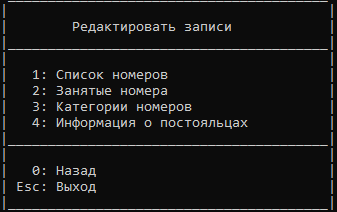 Редактировать записи
1: Список номеров
2: Занятые номера
3: Категории номеров
4: Информация о постояльцах
0: Назад
Esc: Выход